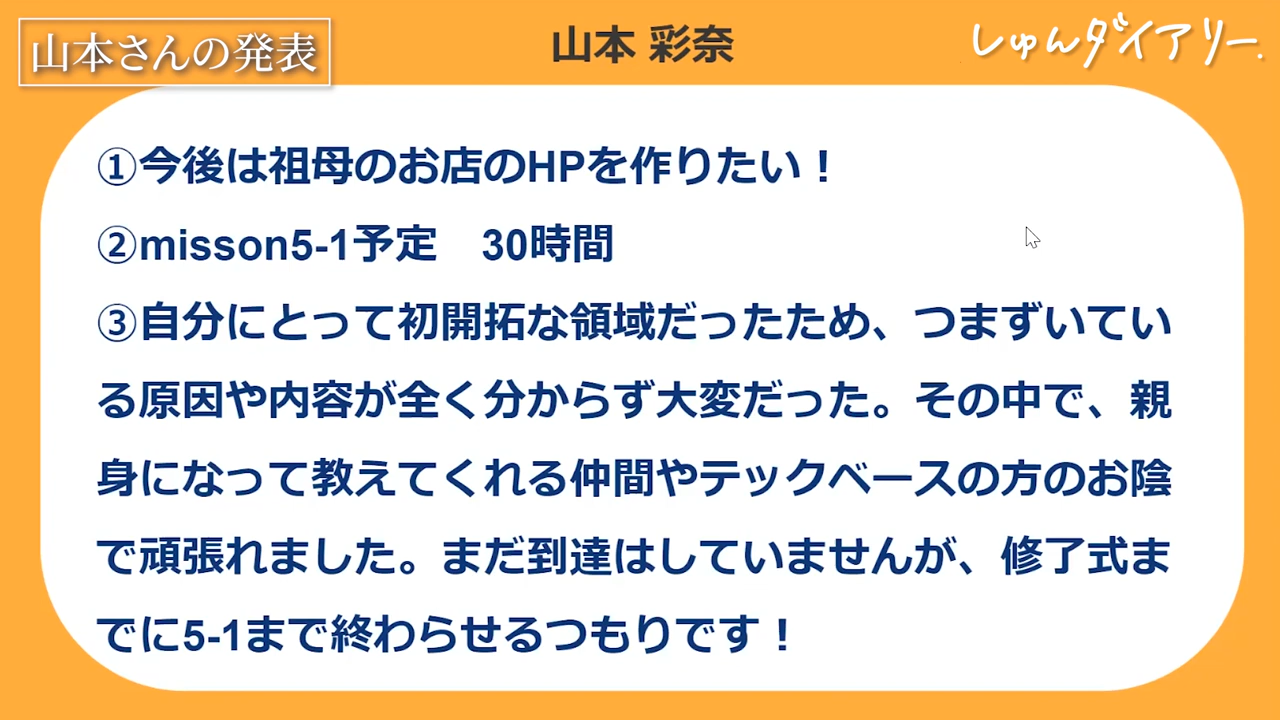 山本さんの発表
山本 彩奈
しゅんダイアリー.
①今後は祖母のお店のHPを作りたい！
②misson5-1予定　30時間
③自分にとって初開拓な領域だったため、つまずいてい
る原因や内容が全く分からず大変だった。その中で、親
身になって教えてくれる仲間やテックベースの方のお陰
で頑張れました。まだ到達はしていませんが、修了式ま
でに5-1まで終わらせるつもりです！